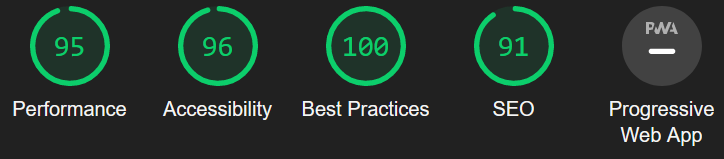 95 96 100 91 PWA
Performance Accessibility Best Practices SEO Progressive
Web App